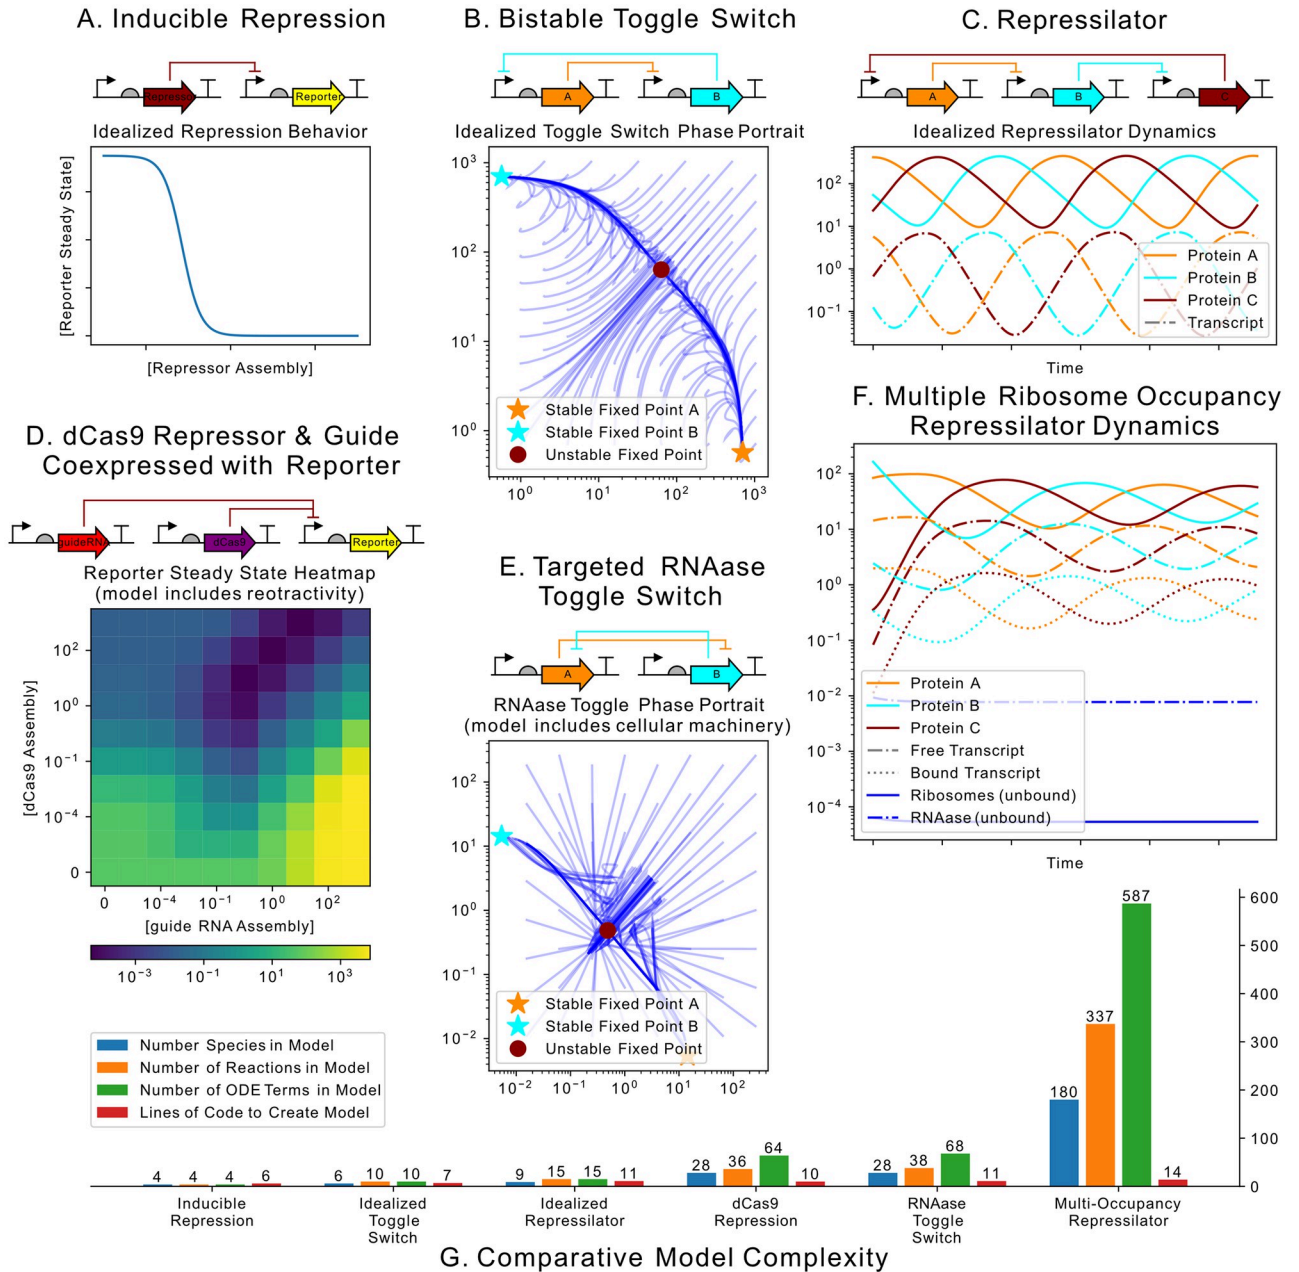 A. Inducible Repression
Repressor
Reporter
Idealized Repression Behavior
[Reporter Steady State]
[Repressor Assembly]
B. Bistable Toggle Switch
A
B
Idealized Toggle Switch Phase Portrait
10³
10²
10¹
10⁰
Stable Fixed Point A
Stable Fixed Point B
Unstable Fixed Point
10⁰ 10¹ 10² 10³
C. Repressilator
A
B
C
Idealized Repressilator Dynamics
10²
10¹
10⁰
10⁻¹
Protein A
Protein B
Protein C
Transcript
Time
D. dCas9 Repressor & Guide
Coexpressed with Reporter
guideRNA
dCas9
Reporter
Reporter Steady State Heatmap
(model includes reotractivity)
[dCas9 Assembly]
10²
10⁰
10⁻¹
10⁻⁴
0
0 10⁻⁴ 10⁻¹ 10⁰ 10²
[guide RNA Assembly]
10⁻³ 10⁻¹ 10¹ 10³
E. Targeted RNAase
Toggle Switch
A
B
RNAase Toggle Phase Portrait
(model includes cellular machinery)
10²
10¹
10⁰
10⁻¹
10⁻²
Stable Fixed Point A
Stable Fixed Point B
Unstable Fixed Point
10⁻² 10⁻¹ 10⁰ 10¹ 10²
F. Multiple Ribosome Occupancy
Repressilator Dynamics
10²
10¹
10⁰
10⁻¹
10⁻²
10⁻³
10⁻⁴
Protein A
Protein B
Protein C
Free Transcript
Bound Transcript
Ribosomes (unbound)
RNAase (unbound)
Time
Number Species in Model
Number of Reactions in Model
Number of ODE Terms in Model
Lines of Code to Create Model
4 4 4 6
6 10 10 7
9 15 15 11
28 36 64 10
28 38 68 11
180 337 587 14
600
500
400
300
200
100
0
Inducible
Repression
Idealized
Toggle
Switch
Idealized
Repressilator
dCas9
Repression
RNAase
Toggle
Switch
Multi-Occupancy
Repressilator
G. Comparative Model Complexity